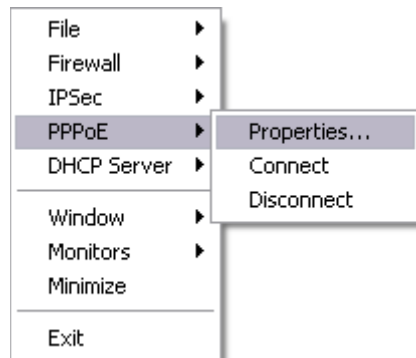 File
Firewall
IPSec
PPPoE
DHCP Server
Window
Monitors
Minimize
Exit
Properties...
Connect
Disconnect